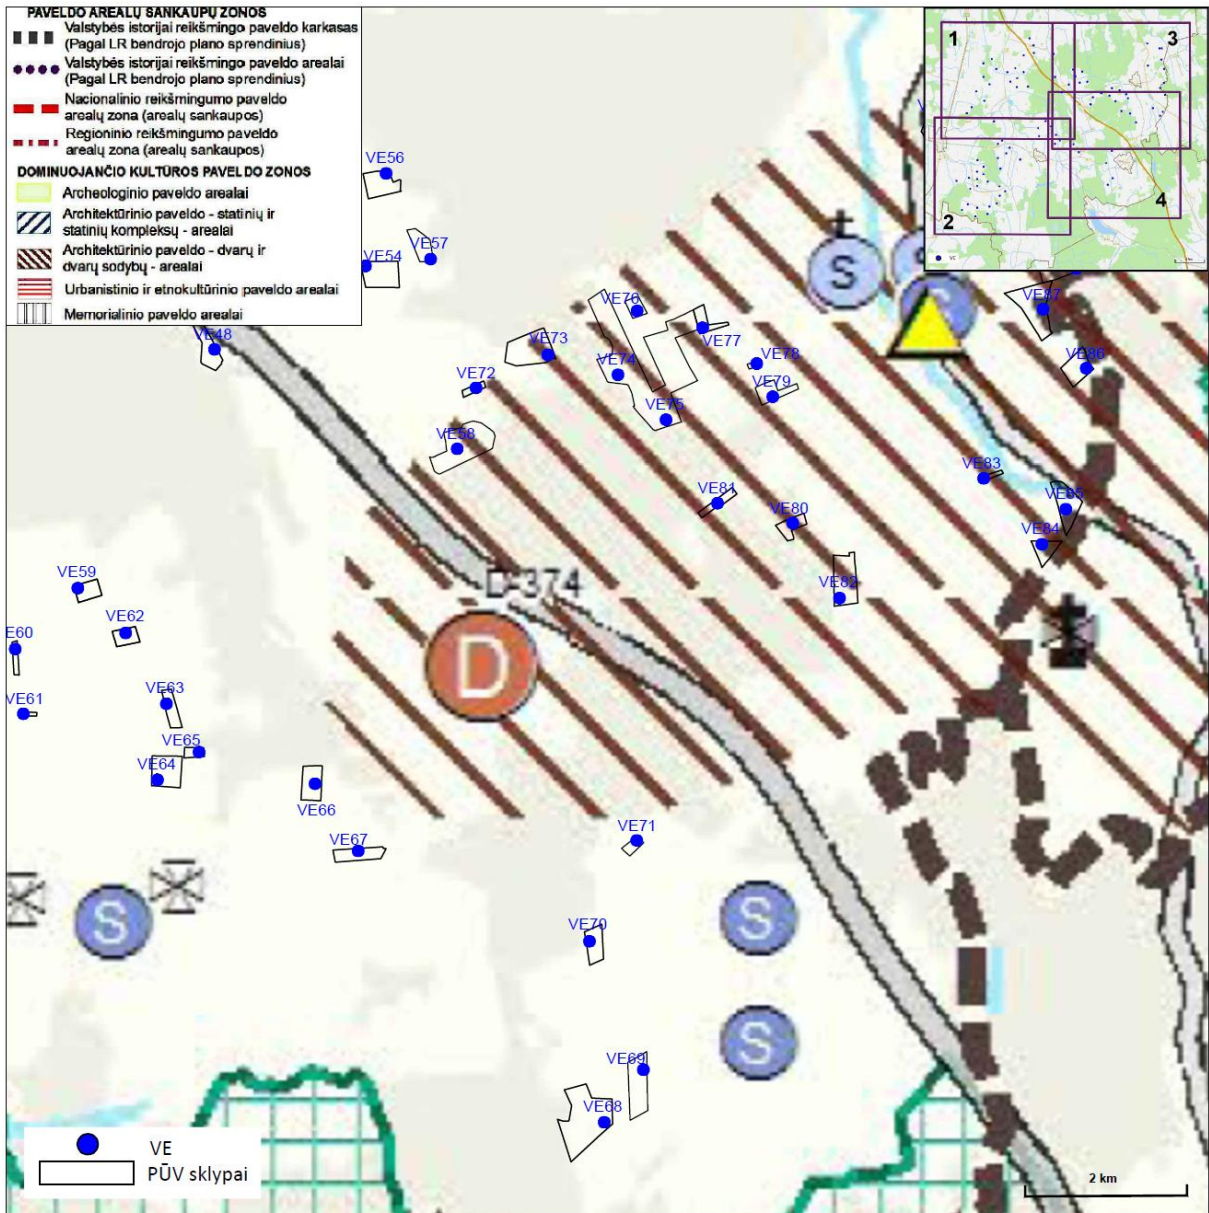 PAVELDO AREALŲ SANKAUPŲ ZONOS
Valstybės istorijai reikšmingo paveldo karkasas
(Pagal LR bendrojo plano sprendinius)
Valstybės istorijai reikšmingo paveldo arealai
(Pagal LR bendrojo plano sprendinius)
Nacionalinio reikšmingumo paveldo
arealų zona (arealų sankaupos)
Regioninio reikšmingumo paveldo
arealų zona (arealų sankaupos)
DOMINUOJANČIO KULTŪROS PAVELDO ZONOS
Archeologinio paveldo arealai
Architektūrinio paveldo - statinių ir
statinių kompleksų - arealai
Architektūrinio paveldo - dvarų ir
dvarų sodybų - arealai
Urbanistinio ir etnokultūrinio paveldo arealai
Memorialinio paveldo arealai
1
3
2
4
VE
VE56
VE57
VE54
VE48
S
VE76
VE77
VE87
VE73
VE74
VE78
VE86
VE72
VE79
VE75
VE58
VE83
VE81
VE85
VE80
VE84
VE59
D-374
VE82
VE62
E60
D
VE61
VE63
VE65
VE64
VE66
VE67
VE71
S
S
VE70
S
VE69
VE68
VE
PŪV sklypai
2 km